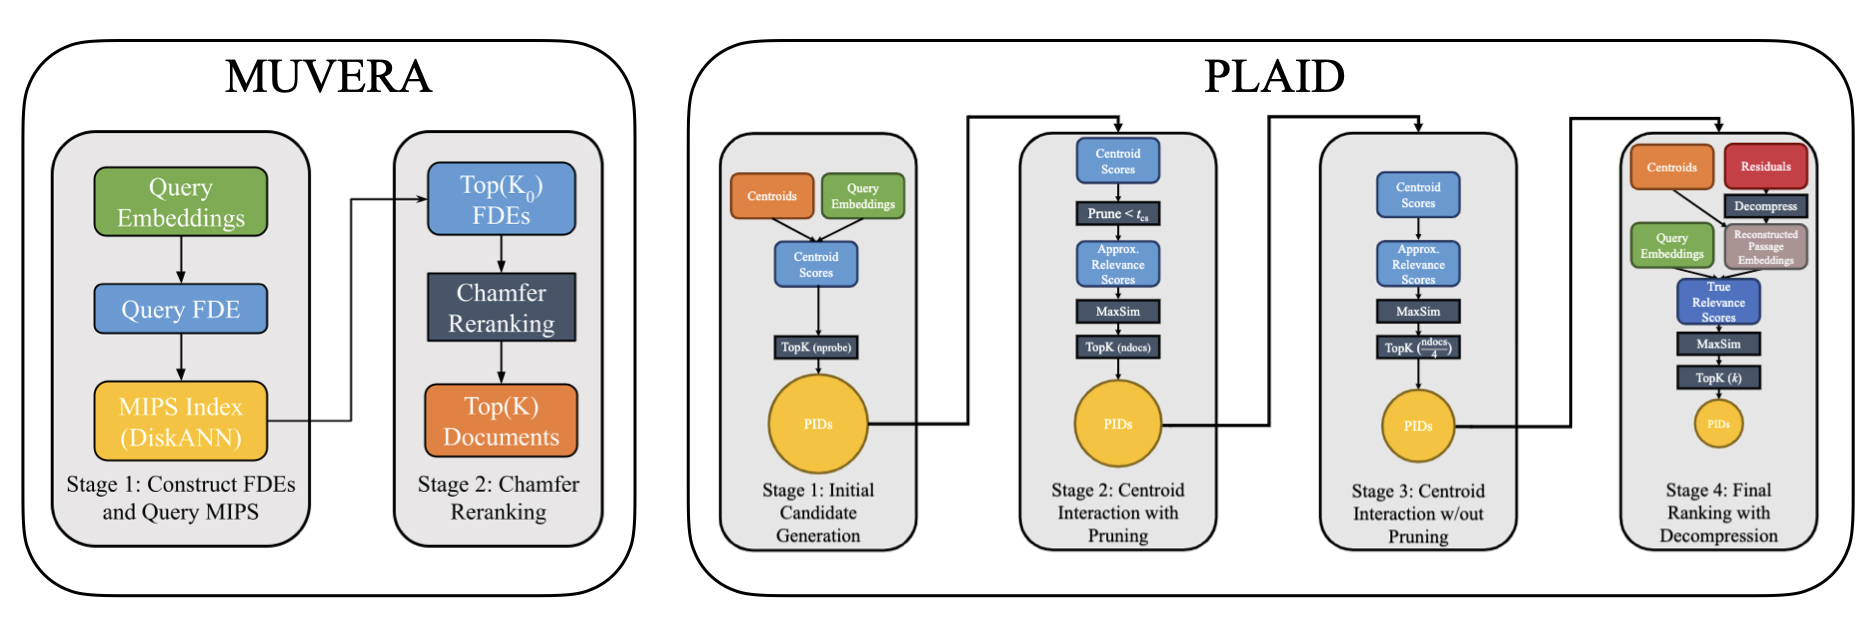 MUVERA
Query
Embeddings
Query FDE
MIPS Index
(DiskANN)
Stage 1: Construct FDEs
and Query MIPS
Top(K₀)
FDEs
Chamfer
Reranking
Top(K)
Documents
Stage 2: Chamfer
Reranking
PLAID
Centroids
Query
Embeddings
Centroid
Scores
TopK (nprobe)
PIDs
Stage 1: Initial
Candidate
Generation
Centroid
Scores
Prune < t_cs
Approx.
Relevance
Scores
MaxSim
TopK (ndocs)
PIDs
Stage 2: Centroid
Interaction with
Pruning
Centroid
Scores
Approx.
Relevance
Scores
MaxSim
TopK (ndocs/4)
PIDs
Stage 3: Centroid
Interaction w/out
Pruning
Centroids
Residuals
Decompress
Query
Embeddings
Reconstructed
Passage
Embeddings
True
Relevance
Scores
MaxSim
TopK (k)
PIDs
Stage 4: Final
Ranking with
Decompression